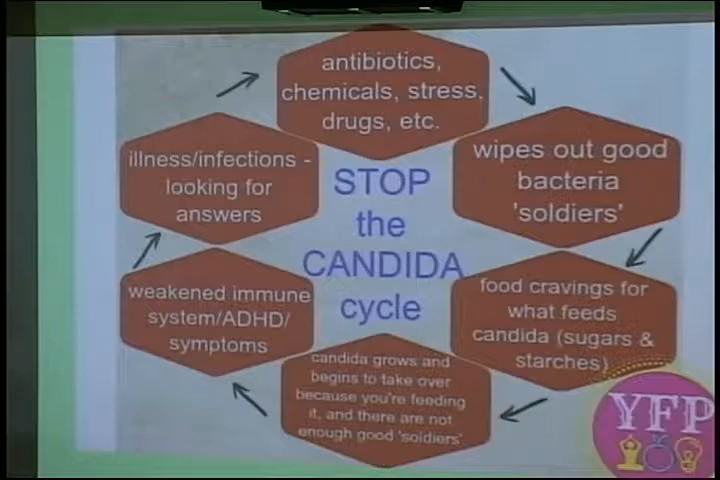 antibiotics,
chemicals, stress,
drugs, etc.
wipes out good
bacteria
'soldiers'
food cravings for
what feeds
candida (sugars &
starches)
candida grows and
begins to take over
because you're feeding
it, and there are not
enough good 'soldiers'
weakened immune
system/ADHD/
symptoms
illness/infections -
looking for
answers
STOP
the
CANDIDA
cycle
YFP